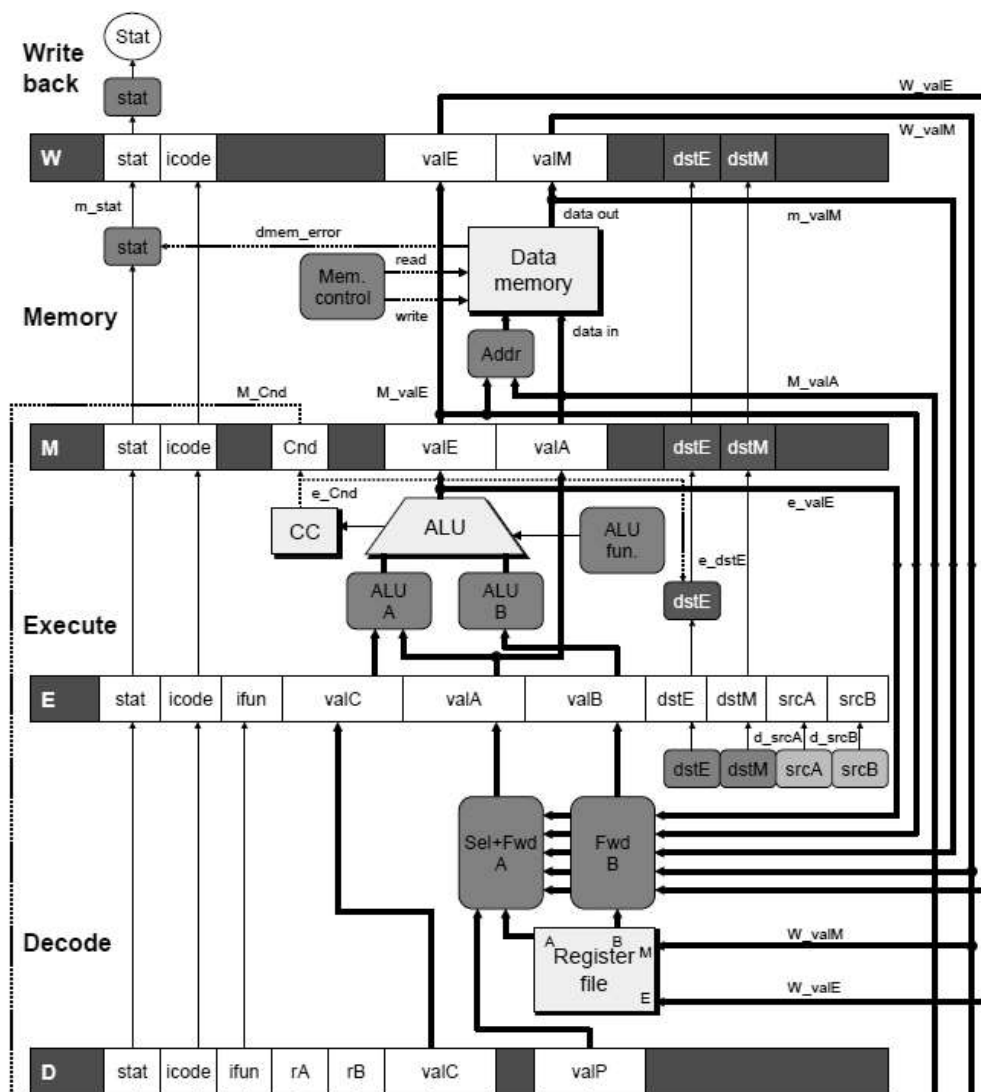 Stat
Write
back
stat
W_valE
W_valM
W stat icode valE valM dstE dstM
m_stat
data out
m_valM
stat
dmem_error
read
Mem.
control
Data
memory
write
Memory
data in
Addr
M_Cnd
M_valE
M_valA
M stat icode Cnd valE valA dstE dstM
e_Cnd
e_valE
CC
ALU
ALU
fun.
e_dstE
ALU
A
ALU
B
dstE
Execute
E stat icode ifun valC valA valB dstE dstM srcA srcB
d_srcA d_srcB
dstE dstM srcA srcB
Sel+Fwd
A
Fwd
B
Decode
A B
W_valM
Register
file
M
E
W_valE
D stat icode ifun rA rB valC valP